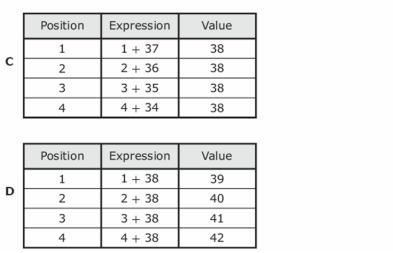 C
Position Expression Value
1 1 + 37 38
2 2 + 36 38
3 3 + 35 38
4 4 + 34 38
D
Position Expression Value
1 1 + 38 39
2 2 + 38 40
3 3 + 38 41
4 4 + 38 42